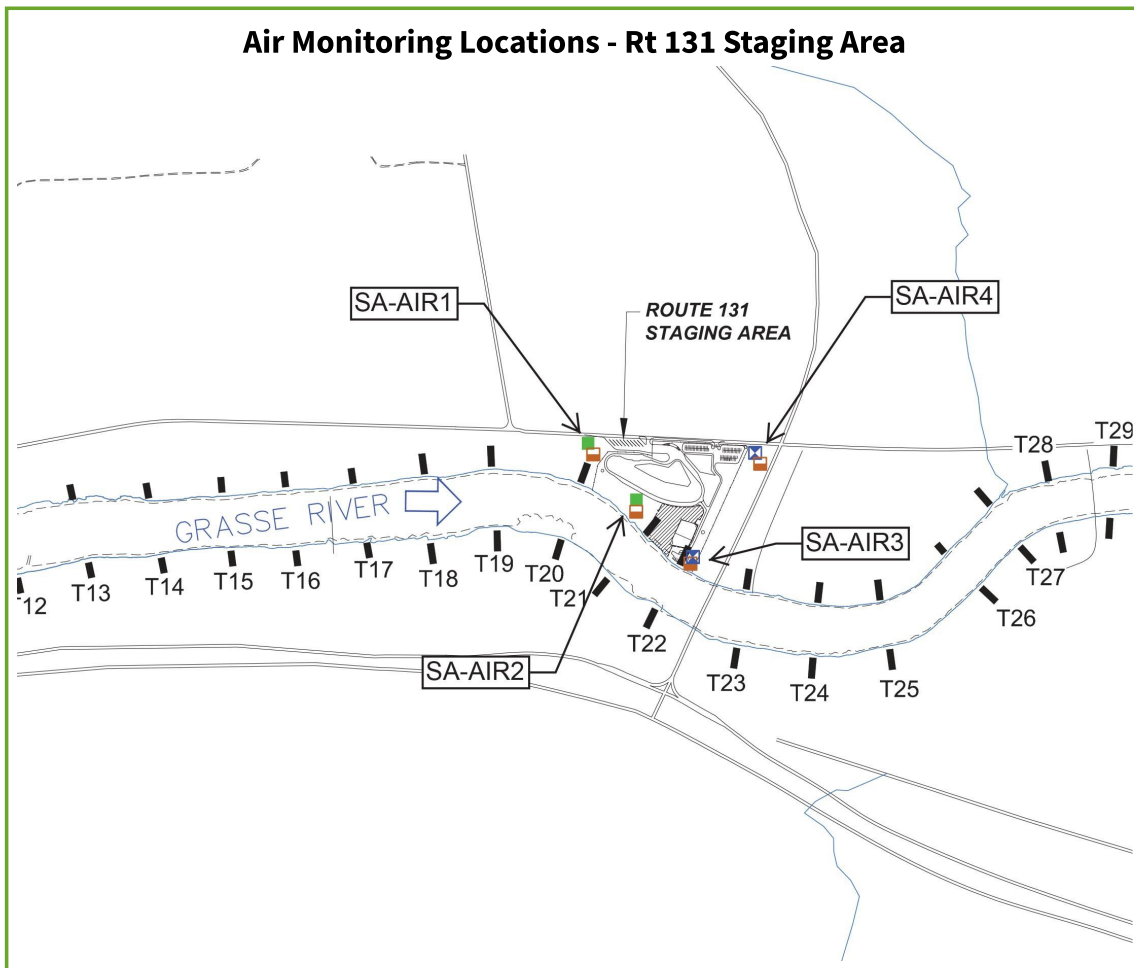 Air Monitoring Locations - Rt 131 Staging Area
SA-AIR1
SA-AIR4
ROUTE 131
STAGING AREA
T28
T29
GRASSE RIVER
SA-AIR3
T12
T13
T14
T15
T16
T17
T18
T19
T20
T21
T22
T27
T26
SA-AIR2
T23
T24
T25